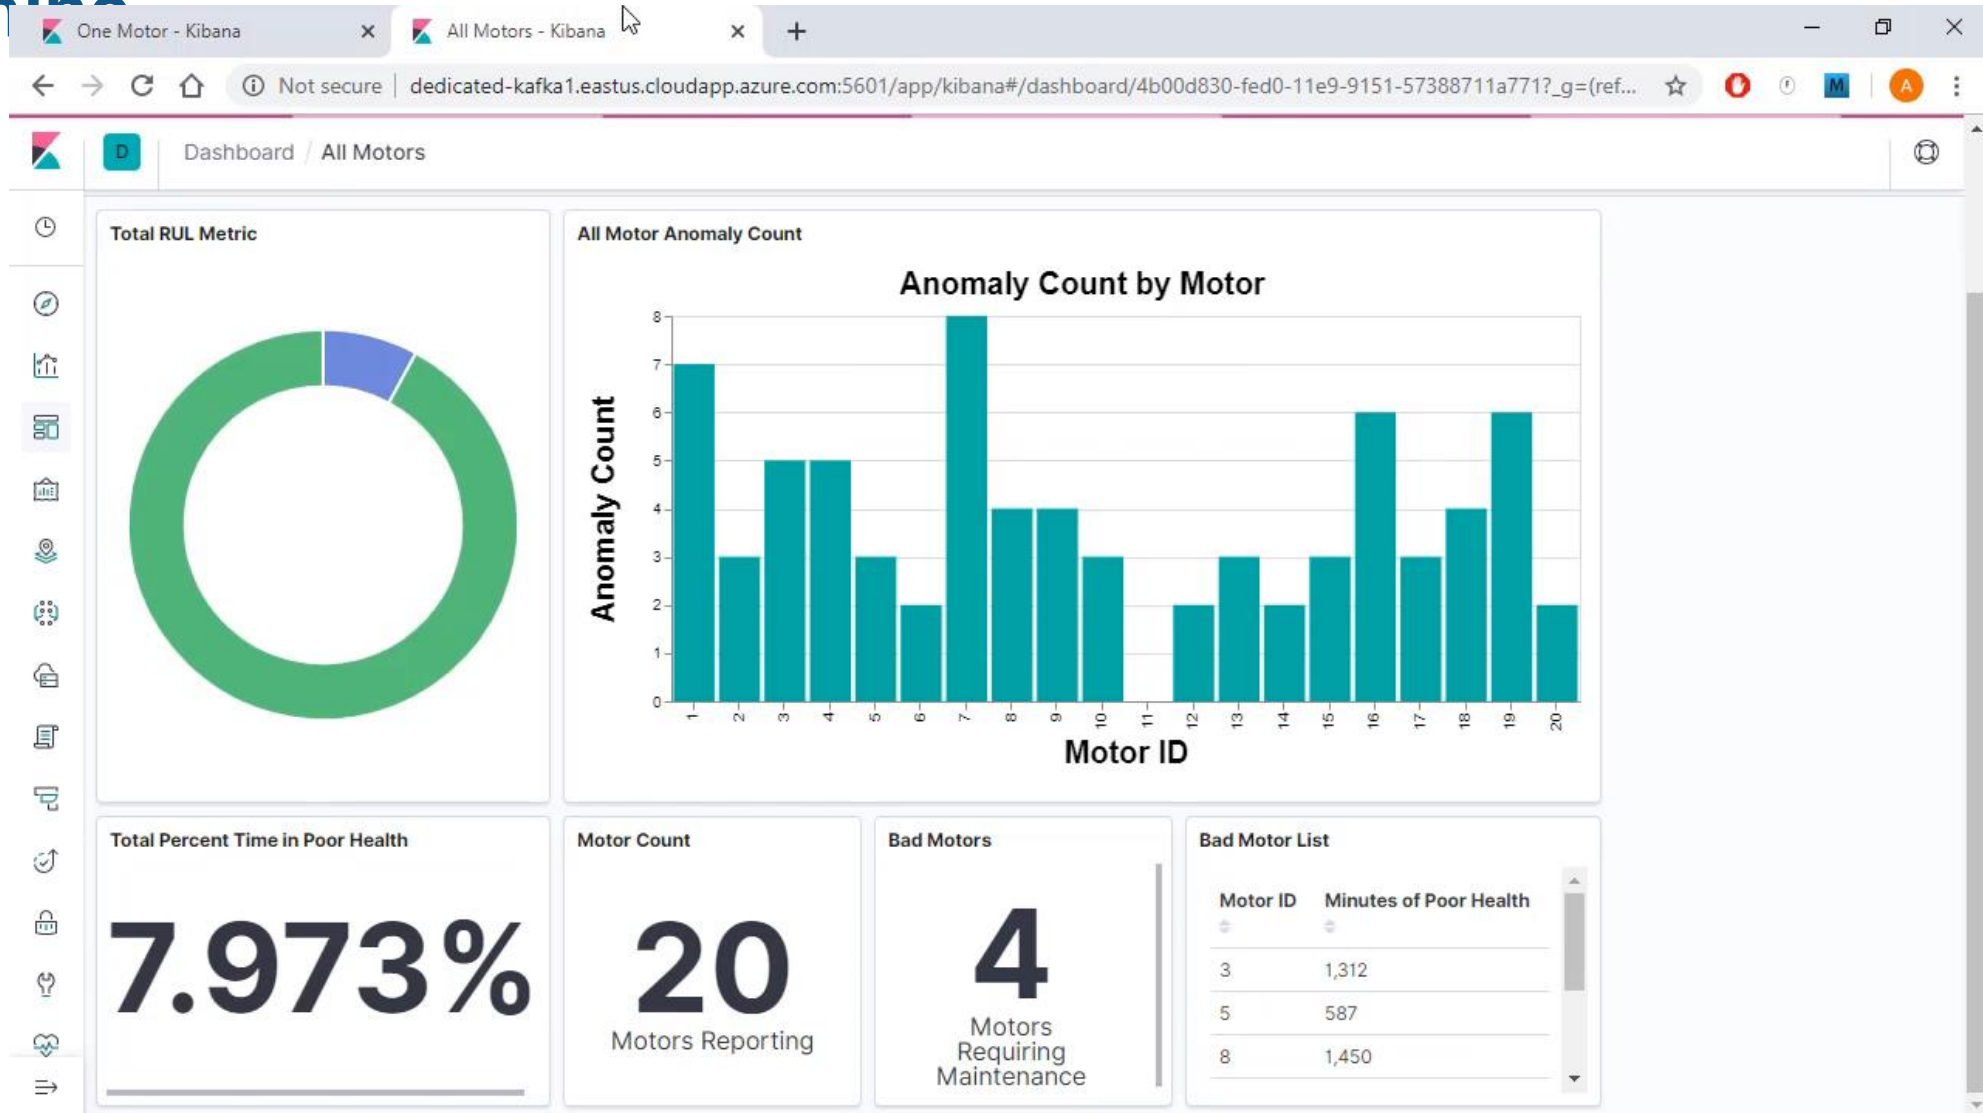 One Motor - Kibana
All Motors - Kibana
Not secure | dedicated-kafka1.eastus.cloudapp.azure.com:5601/app/kibana#/dashboard/4b00d830-fed0-11e9-9151-57388711a771?_g=(ref...
M
A
D
Dashboard / All Motors
Total RUL Metric
All Motor Anomaly Count
Anomaly Count by Motor
Anomaly Count
8
7
6
5
4
3
2
1
0
1 2 3 4 5 6 7 8 9 10 11 12 13 14 15 16 17 18 19 20
Motor ID
Total Percent Time in Poor Health
7.973%
Motor Count
20
Motors Reporting
Bad Motors
4
Motors
Requiring
Maintenance
Bad Motor List
Motor ID Minutes of Poor Health
3 1,312
5 587
8 1,450